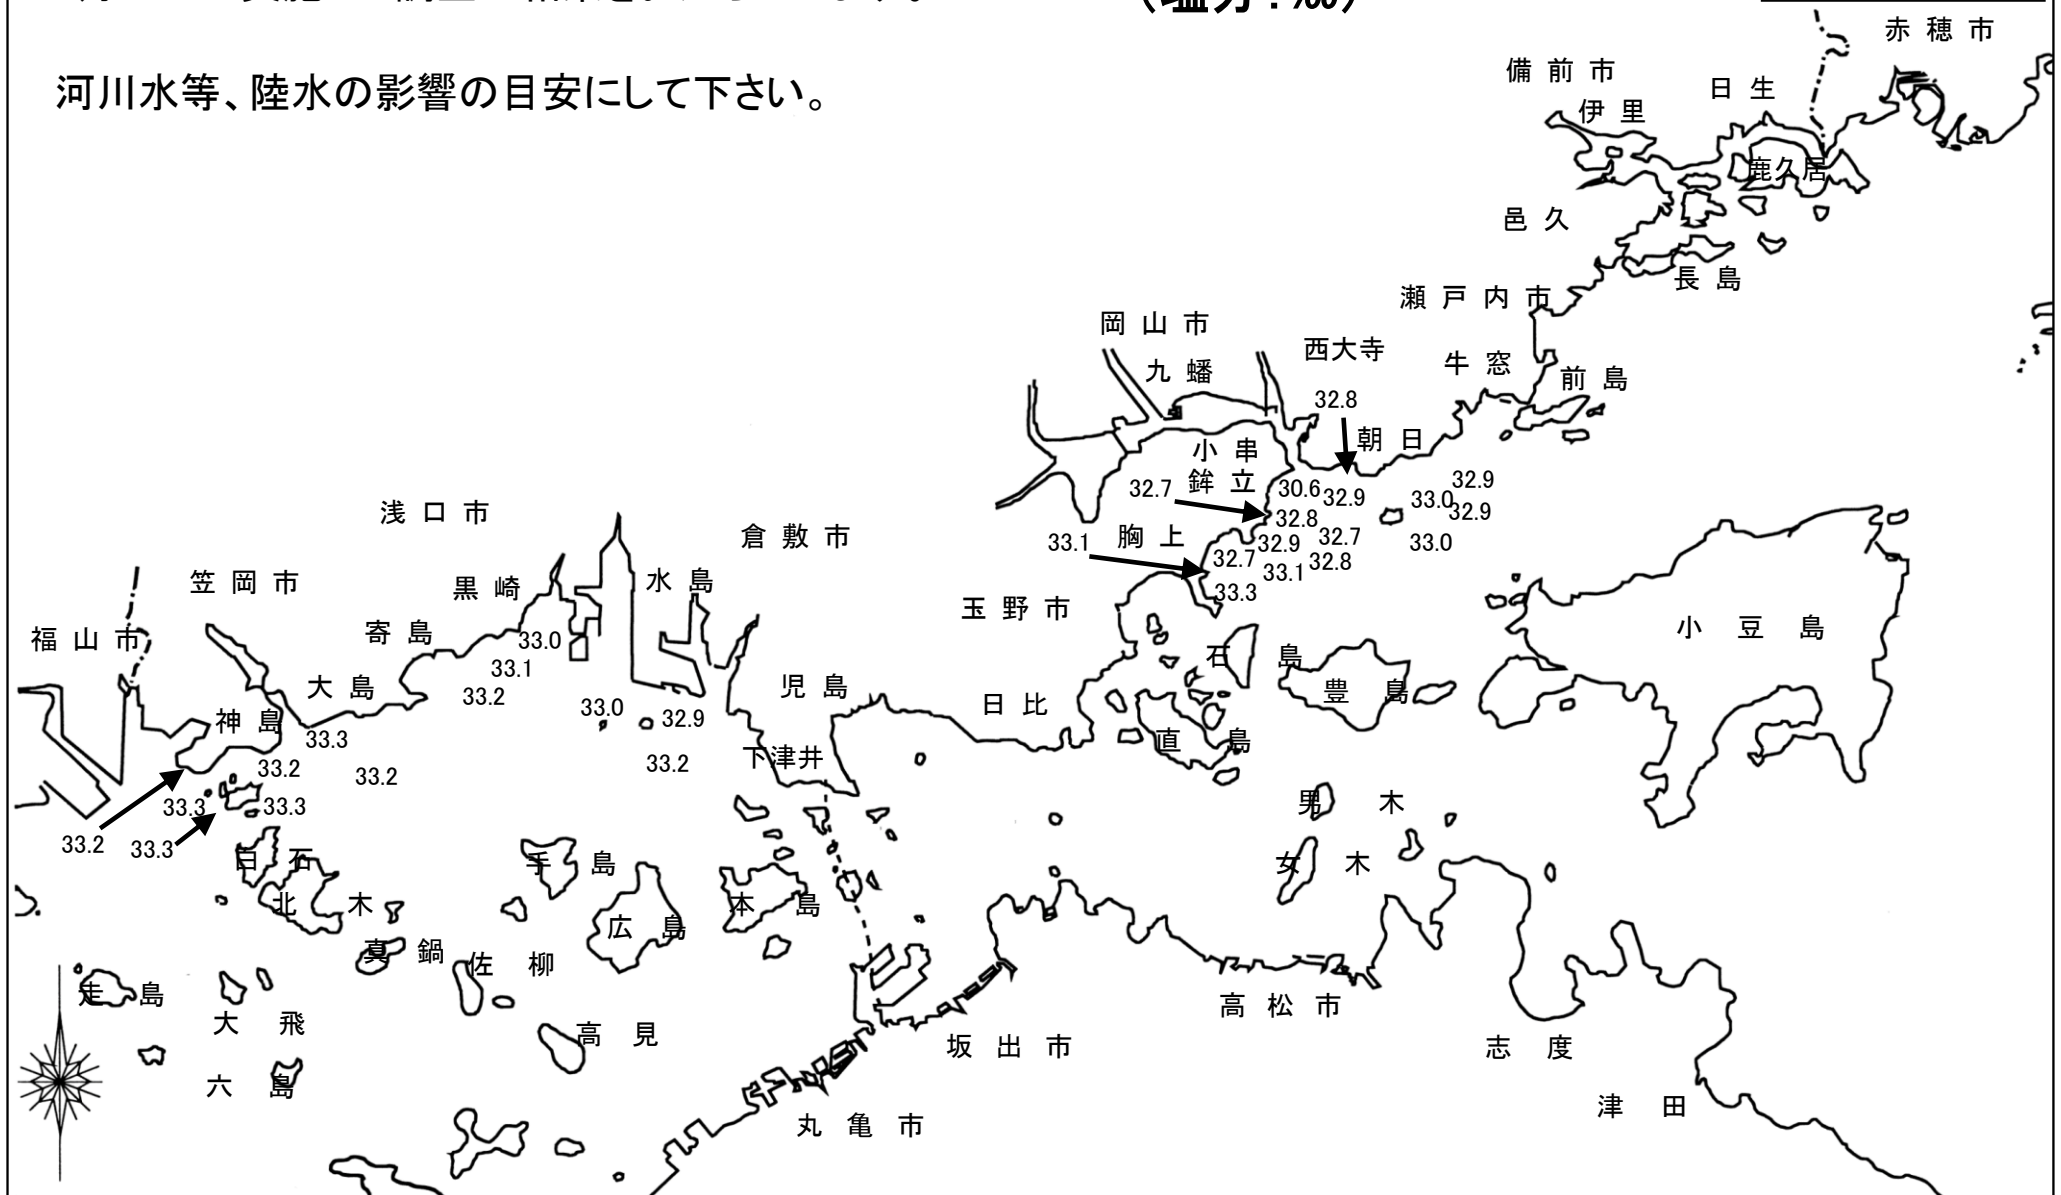 (塩分:‰)
河川水等、陸水の影響の目安にして下さい。
赤穂市
備前市
日生
伊里
鹿久居
邑久
長島
瀬戸内市
岡山市
西大寺
九蟠
牛窓
前島
32.8
朝日
小串
32.9
鉾立
32.7
30.6
32.9
33.0
32.9
32.8
浅口市
倉敷市
胸上
33.1
32.9
32.7
33.0
32.7
32.8
33.1
33.3
笠岡市
黒崎
水島
玉野市
小豆島
福山市
寄島
33.0
33.1
石島
大島
33.2
児島
豊島
33.0
32.9
日比
神島
33.3
直島
33.2
33.2
33.2
下津井
33.3
33.3
男木
33.2
33.3
白石
手島
女木
北木
本島
広島
真鍋
佐柳
走島
高松市
大飛
高見
坂出市
志度
六島
津田
丸亀市